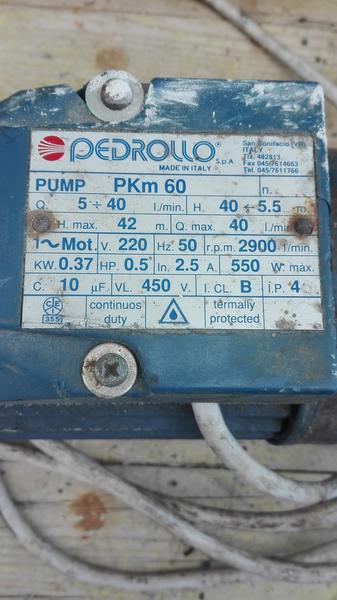 PEDROLLO® S.p.A
MADE IN ITALY
San Bonifacio (VR)
ITALY
Tlx. 482813
Fax 045/7614663
Tel. 045/7611766
PUMP PKm 60 n.
Q. 5 ÷ 40 l./min. H. 40 ÷ 5.5 m.
H. max. 42 m. Q. max. 40 l./min.
1~Mot. V. 220 Hz 50 r.p.m. 2900 1/min.
KW. 0.37 HP. 0.5 In. 2.5 A. 550 W. max.
C. 10 µF. VL. 450 V. I. CL. B I.P. 4
CEI
355
continuos
duty
termally
protected